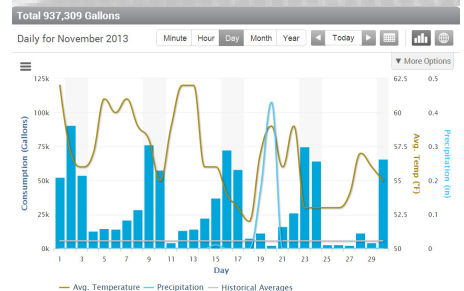 Total 937,309 Gallons
Daily for November 2013
Minute Hour Day Month Year
Today
▼ More Options
125k 62.5 0.5
100k 60 0.4
75k 57.5 0.3
50k 55 0.2
25k 52.5 0.1
0k 50 0
Consumption (Gallons)
Avg. Temp (°F)
Precipitation (in)
1 3 5 7 9 11 13 15 17 19 21 23 25 27 29
Day
Avg. Temperature Precipitation Historical Averages